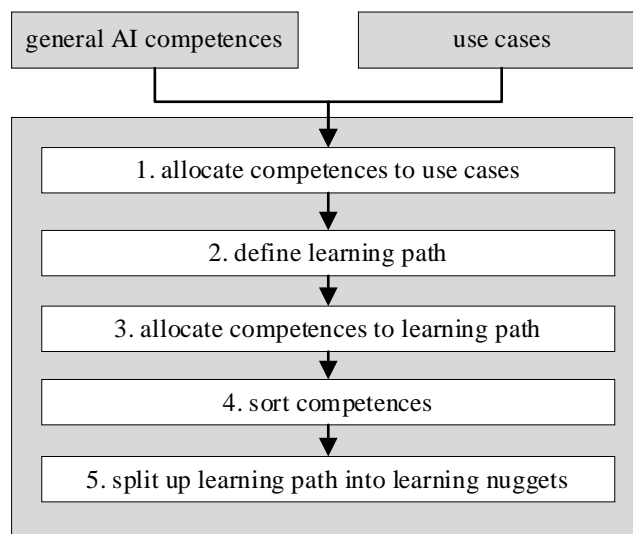 general AI competences
use cases
1. allocate competences to use cases
2. define learning path
3. allocate competences to learning path
4. sort competences
5. split up learning path into learning nuggets